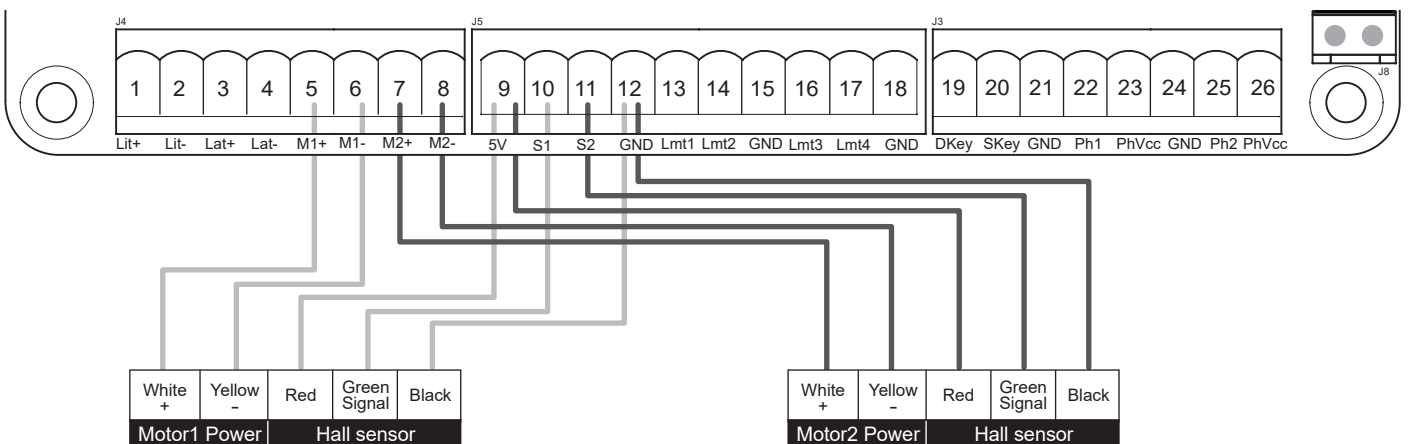 J4 J5 J3
1 2 3 4 5 6 7 8 9 10 11 12 13 14 15 16 17 18 19 20 21 22 23 24 25 26
J8
Lit+ Lit- Lat+ Lat- M1+ M1- M2+ M2- 5V S1 S2 GND Lmt1 Lmt2 GND Lmt3 Lmt4 GND DKey SKey GND Ph1 PhVcc GND Ph2 PhVcc
White Yellow Red Green Black White Yellow Red Green Black
+ - Signal + - Signal
Motor1 Power Hall sensor Motor2 Power Hall sensor